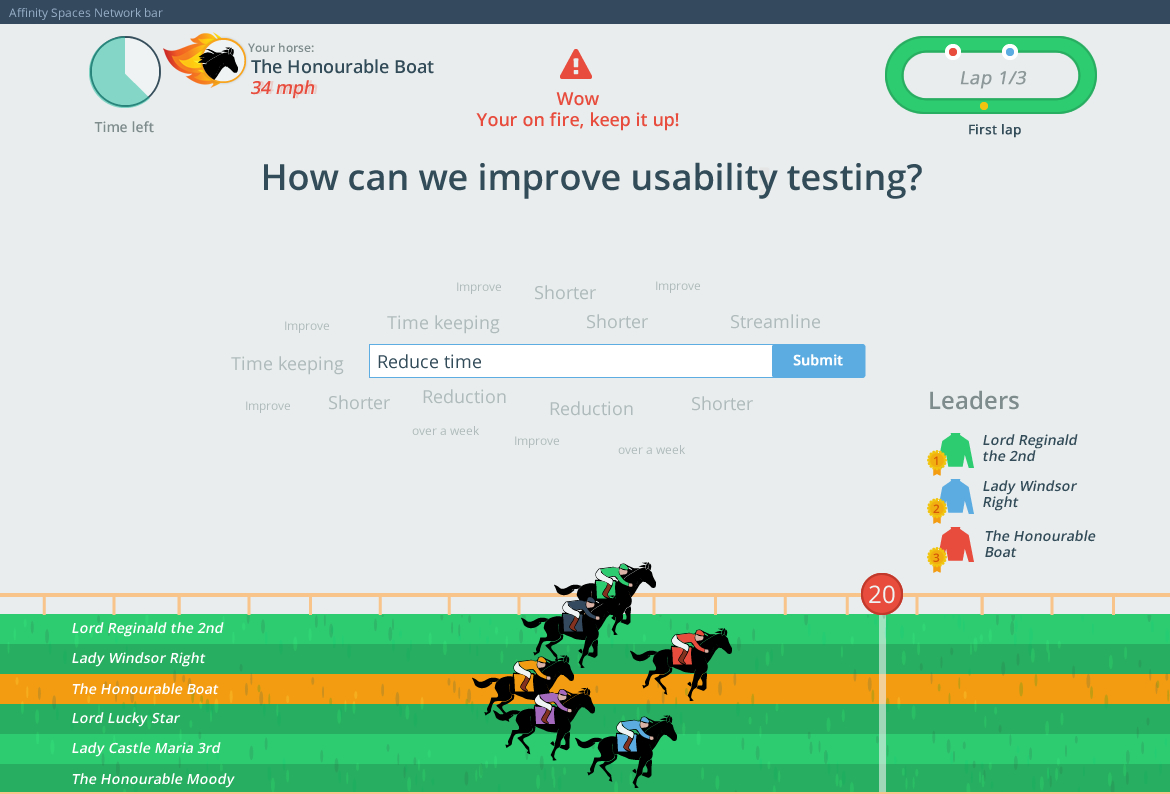 Affinity Spaces Network bar
Your horse:
The Honourable Boat
34 mph
Time left
Wow
Your on fire, keep it up!
Lap 1/3
First lap
How can we improve usability testing?
Improve
Shorter
Improve
Improve
Time keeping
Shorter
Streamline
Time keeping
Reduce time
Submit
Improve
Shorter
Reduction
Reduction
Shorter
over a week
Improve
over a week
Leaders
1
Lord Reginald
the 2nd
2
Lady Windsor
Right
3
The Honourable
Boat
20
Lord Reginald the 2nd
Lady Windsor Right
The Honourable Boat
Lord Lucky Star
Lady Castle Maria 3rd
The Honourable Moody